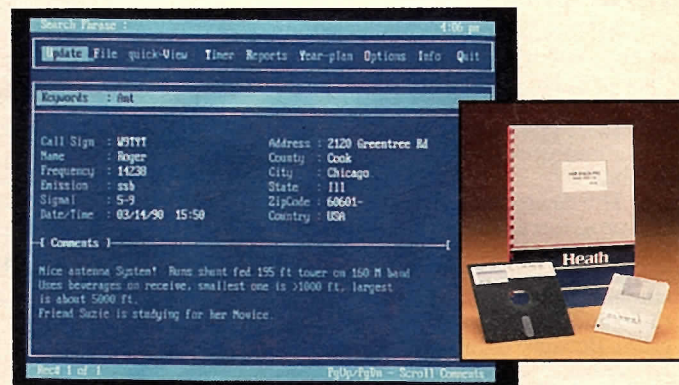 Search Phrase : 4:06 pm
Update File quick-View Timer Reports Year-plan Options Info Quit
Keywords : Ant
Call Sign : W9TYT Address : 2120 Greentree Rd
Name : Roger County : Cook
Frequency : 14230 City : Chicago
Emission : ssb State : Ill
Signal : 5-9 ZipCode : 60601-
Date/Time : 03/14/90 15:50 Country : USA
[ Comments ]
Nice antenna System! Runs shunt fed 195 ft tower on 160 M band
Uses beverages on receive, smallest one is >1000 ft, largest
is about 5000 ft.
Friend Suzie is studying for her Novice.
Rec# 1 of 1 PgUp/PgDn - Scroll Comments
Heath